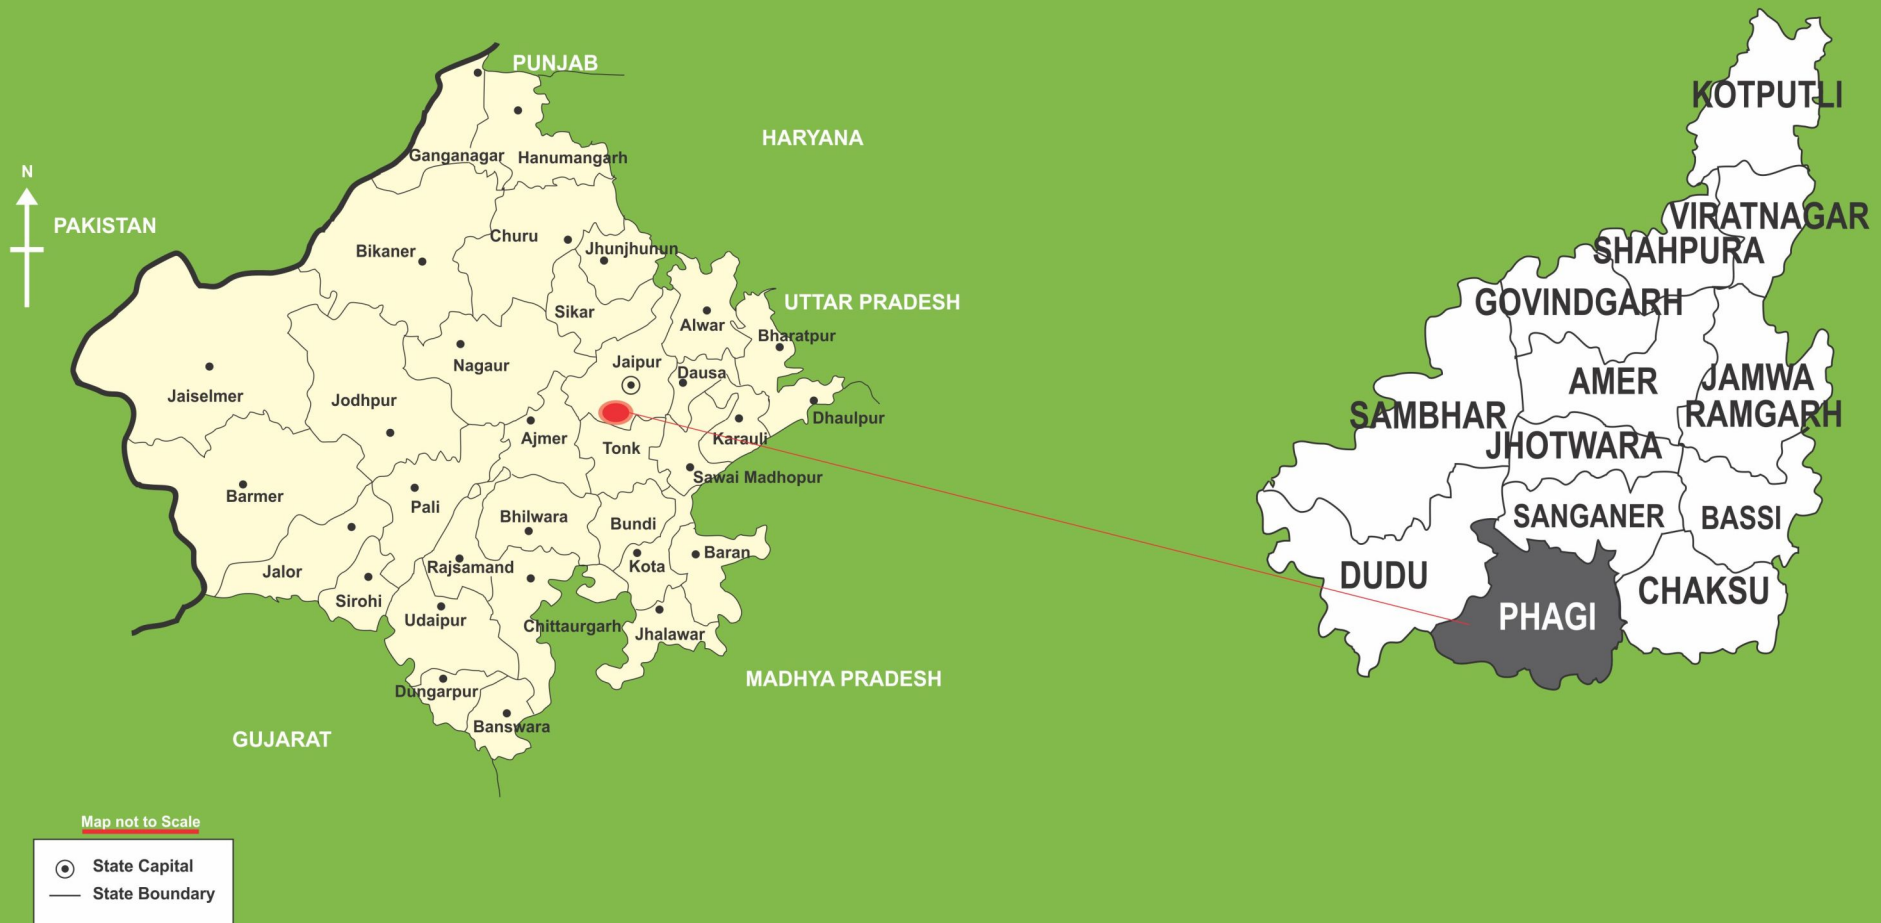 PUNJAB
HARYANA
N
PAKISTAN
Ganganagar
Hanumangarh
Bikaner
Churu
Jhunjhunun
UTTAR PRADESH
Sikar
Alwar
Bharatpur
Nagaur
Jaipur
Dausa
Jaiselmer
Jodhpur
Dhaulpur
Ajmer
Tonk
Karauli
Sawai Madhopur
Barmer
Pali
Bhilwara
Bundi
Baran
Kota
Rajsamand
Jalor
Sirohi
Udaipur
Chittaurgarh
Jhalawar
MADHYA PRADESH
Dungarpur
Banswara
GUJARAT
Map not to Scale
State Capital
State Boundary
KOTPUTLI
VIRATNAGAR
SHAHPURA
GOVINDGARH
AMER
JAMWA
RAMGARH
SAMBHAR
JHOTWARA
SANGANER
BASSI
DUDU
CHAKSU
PHAGI